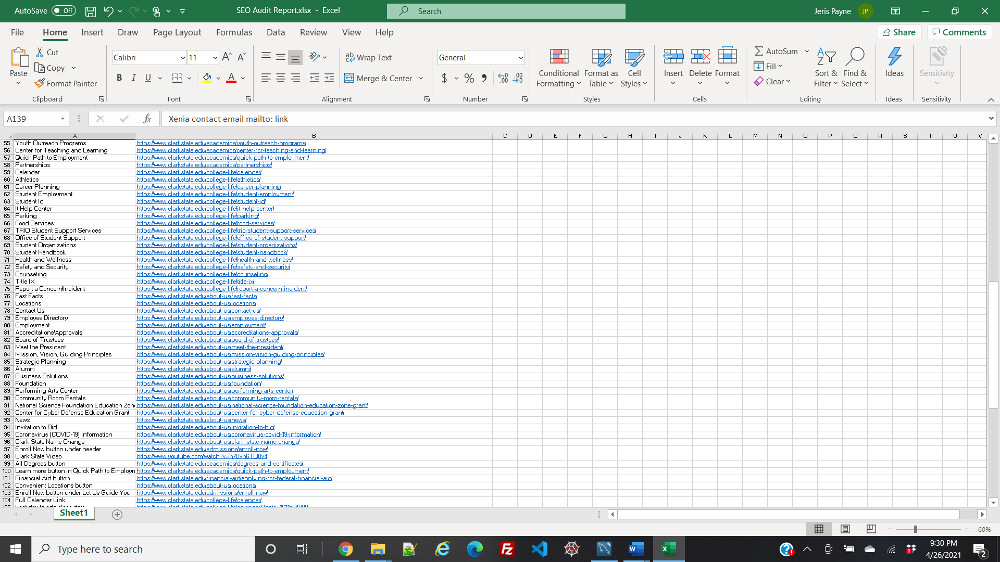 AutoSave Off SEO Audit Report.xlsx - Excel Search Jeris Payne JP
File Home Insert Draw Page Layout Formulas Data Review View Help Share Comments
Paste Cut Copy Format Painter Clipboard
Calibri 11 B I U A A A Font
Wrap Text Merge & Center Alignment
General $ % 9 Number
Conditional Formatting Format as Table Cell Styles Styles
Insert Delete Format Cells
AutoSum Fill Clear Sort & Filter Find & Select Editing
Ideas Ideas
Sensitivity Sensitivity
A139 fx Xenia contact email mailto: link
A B C D E F G H I J K L M N O P Q R S T U V
55 Youth Outreach Programs https://www.clarkstate.edu/academics/youth-outreach-programs/
56 Center for Teaching and Learning https://www.clarkstate.edu/academics/center-for-teaching-and-learning/
57 Quick Path to Employment https://www.clarkstate.edu/academics/quick-path-to-employment/
58 Partnerships https://www.clarkstate.edu/academics/partnerships/
59 Calendar https://www.clarkstate.edu/college-life/calendar/
60 Athletics https://www.clarkstate.edu/college-life/athletics/
61 Career Planning https://www.clarkstate.edu/college-life/career-planning/
62 Student Employment https://www.clarkstate.edu/college-life/student-employment/
63 Student Id https://www.clarkstate.edu/college-life/student-id/
64 It Help Center https://www.clarkstate.edu/college-life/it-help-center/
65 Parking https://www.clarkstate.edu/college-life/parking/
66 Food Services https://www.clarkstate.edu/college-life/food-services/
67 TRIO Student Support Services https://www.clarkstate.edu/college-life/trio-student-support-services/
68 Office of Student Support https://www.clarkstate.edu/college-life/office-of-student-support/
69 Student Organizations https://www.clarkstate.edu/college-life/student-organizations/
70 Student Handbook https://www.clarkstate.edu/college-life/student-handbook/
71 Health and Wellness https://www.clarkstate.edu/college-life/health-and-wellness/
72 Safety and Security https://www.clarkstate.edu/college-life/safety-and-security/
73 Counseling https://www.clarkstate.edu/college-life/counseling/
74 Title IX https://www.clarkstate.edu/college-life/title-ix/
75 Report a Concern/Incident https://www.clarkstate.edu/college-life/report-a-concern-incident/
76 Fast Facts https://www.clarkstate.edu/about-us/fast-facts/
77 Locations https://www.clarkstate.edu/about-us/locations/
78 Contact Us https://www.clarkstate.edu/about-us/contact-us/
79 Employee Directory https://www.clarkstate.edu/about-us/employee-directory/
80 Employment https://www.clarkstate.edu/about-us/employment/
81 Accreditations/Approvals https://www.clarkstate.edu/about-us/accreditations-approvals/
82 Board of Trustees https://www.clarkstate.edu/about-us/board-of-trustees/
83 Meet the President https://www.clarkstate.edu/about-us/meet-the-president/
84 Mission, Vision, Guiding Principles https://www.clarkstate.edu/about-us/mission-vision-guiding-principles/
85 Strategic Planning https://www.clarkstate.edu/about-us/strategic-planning/
86 Alumni https://www.clarkstate.edu/about-us/alumni/
87 Business Solutions https://www.clarkstate.edu/about-us/business-solutions/
88 Foundation https://www.clarkstate.edu/about-us/foundation/
89 Performing Arts Center https://www.clarkstate.edu/about-us/performing-arts-center/
90 Community Room Rentals https://www.clarkstate.edu/about-us/community-room-rentals/
91 National Science Foundation Education Zone https://www.clarkstate.edu/about-us/national-science-foundation-education-zone-grant/
92 Center for Cyber Defense Education Grant https://www.clarkstate.edu/about-us/center-for-cyber-defense-education-grant/
93 News https://www.clarkstate.edu/about-us/news/
94 Invitation to Bid https://www.clarkstate.edu/about-us/invitation-to-bid/
95 Coronavirus (COVID-19) Information https://www.clarkstate.edu/about-us/coronavirus-covid-19-information/
96 Clark State Name Change https://www.clarkstate.edu/about-us/clark-state-name-change/
97 Enroll Now button under header https://www.clarkstate.edu/admissions/enroll-now/
98 Clark State Video https://www.youtube.com/watch?v=h70vn6TQ8v4
99 All Degrees button https://www.clarkstate.edu/academics/degrees-and-certificates/
100 Learn more button in Quick Path to Employm https://www.clarkstate.edu/academics/quick-path-to-employment/
101 Financial Aid button https://www.clarkstate.edu/financial-aid/applying-for-federal-financial-aid/
102 Convenient Locations button https://www.clarkstate.edu/about-us/locations/
103 Enroll Now button under Let Us Guide You https://www.clarkstate.edu/admissions/enroll-now/
104 Full Calendar Link https://www.clarkstate.edu/college-life/calendar/
Sheet1
60%
Type here to search
9:30 PM
4/26/2021
2